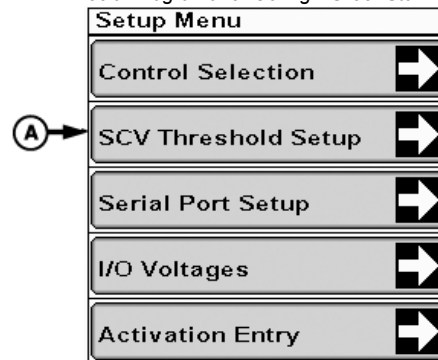 Setup Menu
Control Selection
A
SCV Threshold Setup
Serial Port Setup
I/O Voltages
Activation Entry